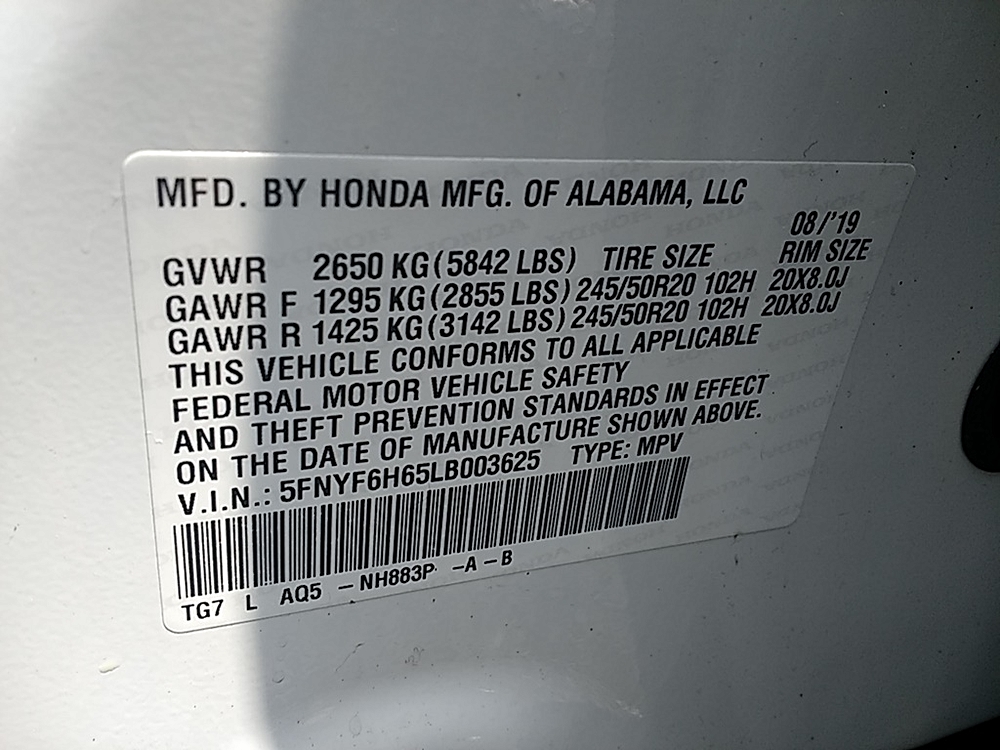 MFD. BY HONDA MFG. OF ALABAMA, LLC
08/'19
GVWR 2650 KG (5842 LBS) TIRE SIZE RIM SIZE
GAWR F 1295 KG (2855 LBS) 245/50R20 102H 20X8.0J
GAWR R 1425 KG (3142 LBS) 245/50R20 102H 20X8.0J
THIS VEHICLE CONFORMS TO ALL APPLICABLE
FEDERAL MOTOR VEHICLE SAFETY
AND THEFT PREVENTION STANDARDS IN EFFECT
ON THE DATE OF MANUFACTURE SHOWN ABOVE.
V.I.N.: 5FNYF6H65LB003625 TYPE: MPV
TG7 L AQ5 – NH883P –A – B